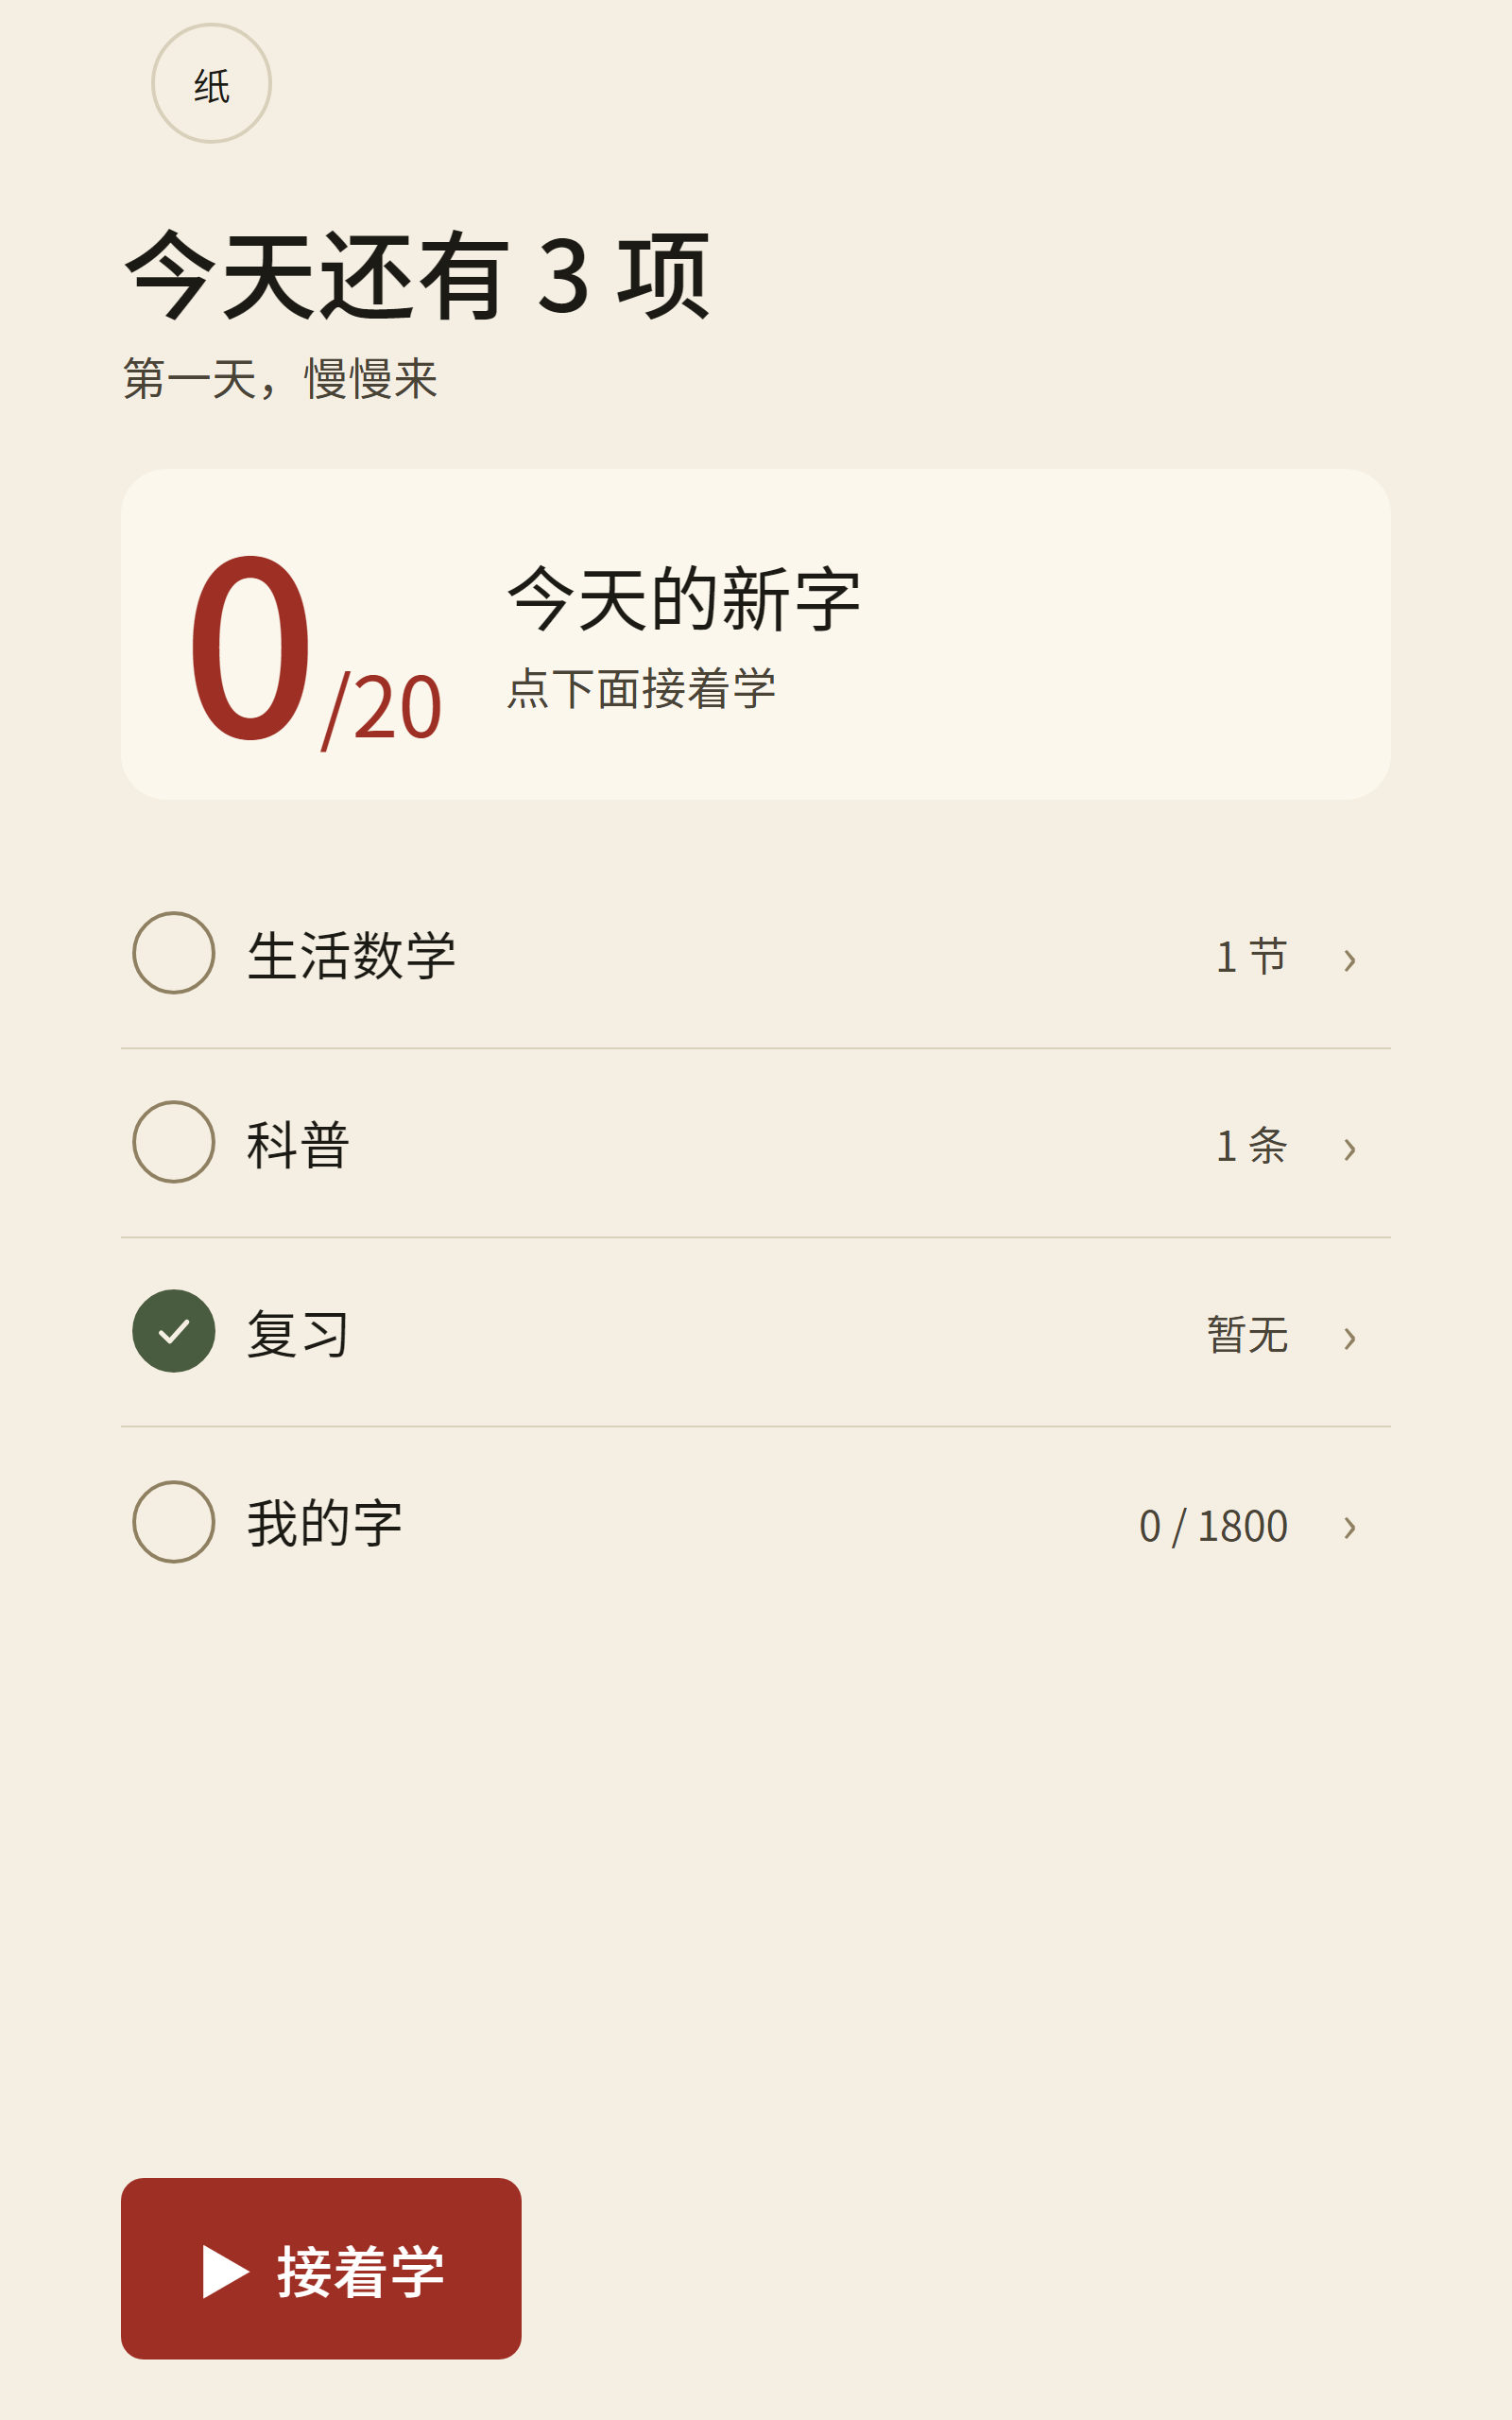 纸
今天还有 3 项
第一天，慢慢来
0/20
今天的新字
点下面接着学
生活数学 1 节 ›
科普 1 条 ›
复习 暂无 ›
我的字 0 / 1800 ›
▶ 接着学